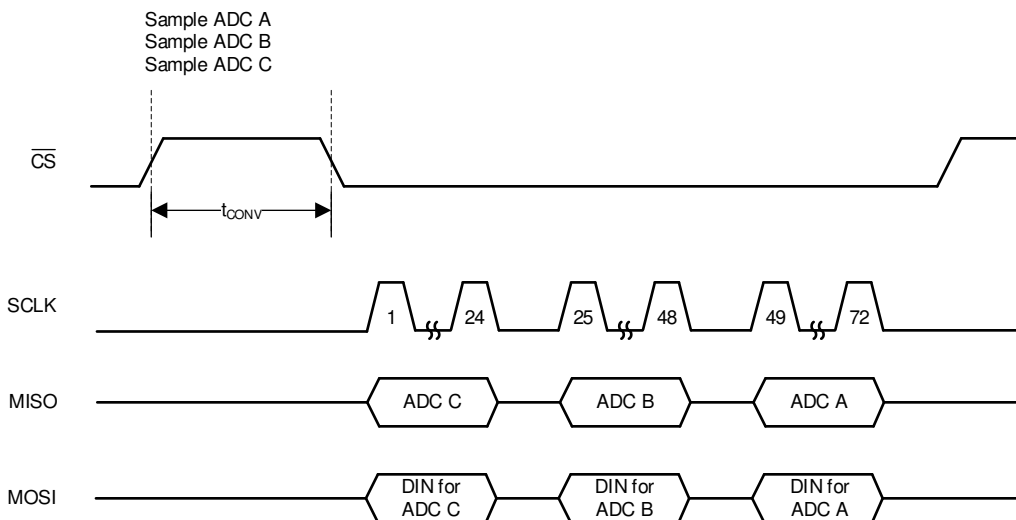 Sample ADC A
Sample ADC B
Sample ADC C
CS
tCONV
SCLK
1
24
25
48
49
72
MISO
ADC C
ADC B
ADC A
MOSI
DIN for
ADC C
DIN for
ADC B
DIN for
ADC A